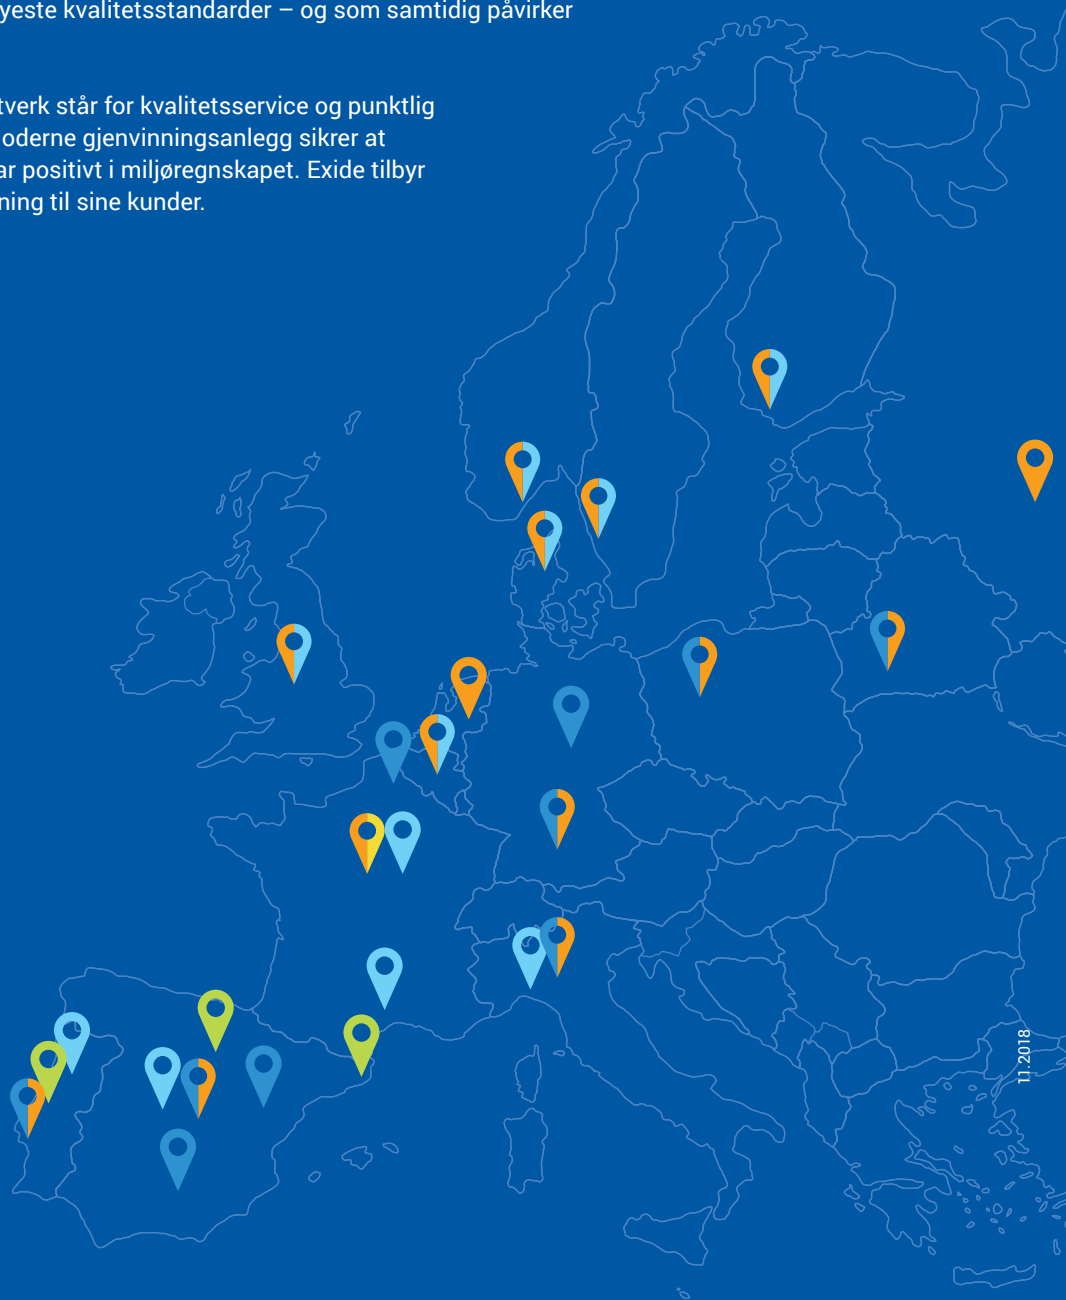 yeste kvalitetsstandarder – og som samtidig påvirker
tverk står for kvalitetsservice og punktlig
oderne gjenvinningsanlegg sikrer at
ar positivt i miljøregnskapet. Exide tilbyr
ning til sine kunder.
11.2018